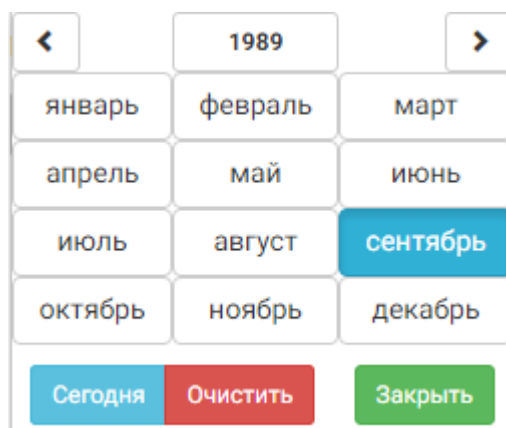 1989
январь февраль март
апрель май июнь
июль август сентябрь
октябрь ноябрь декабрь
Сегодня Очистить Закрыть